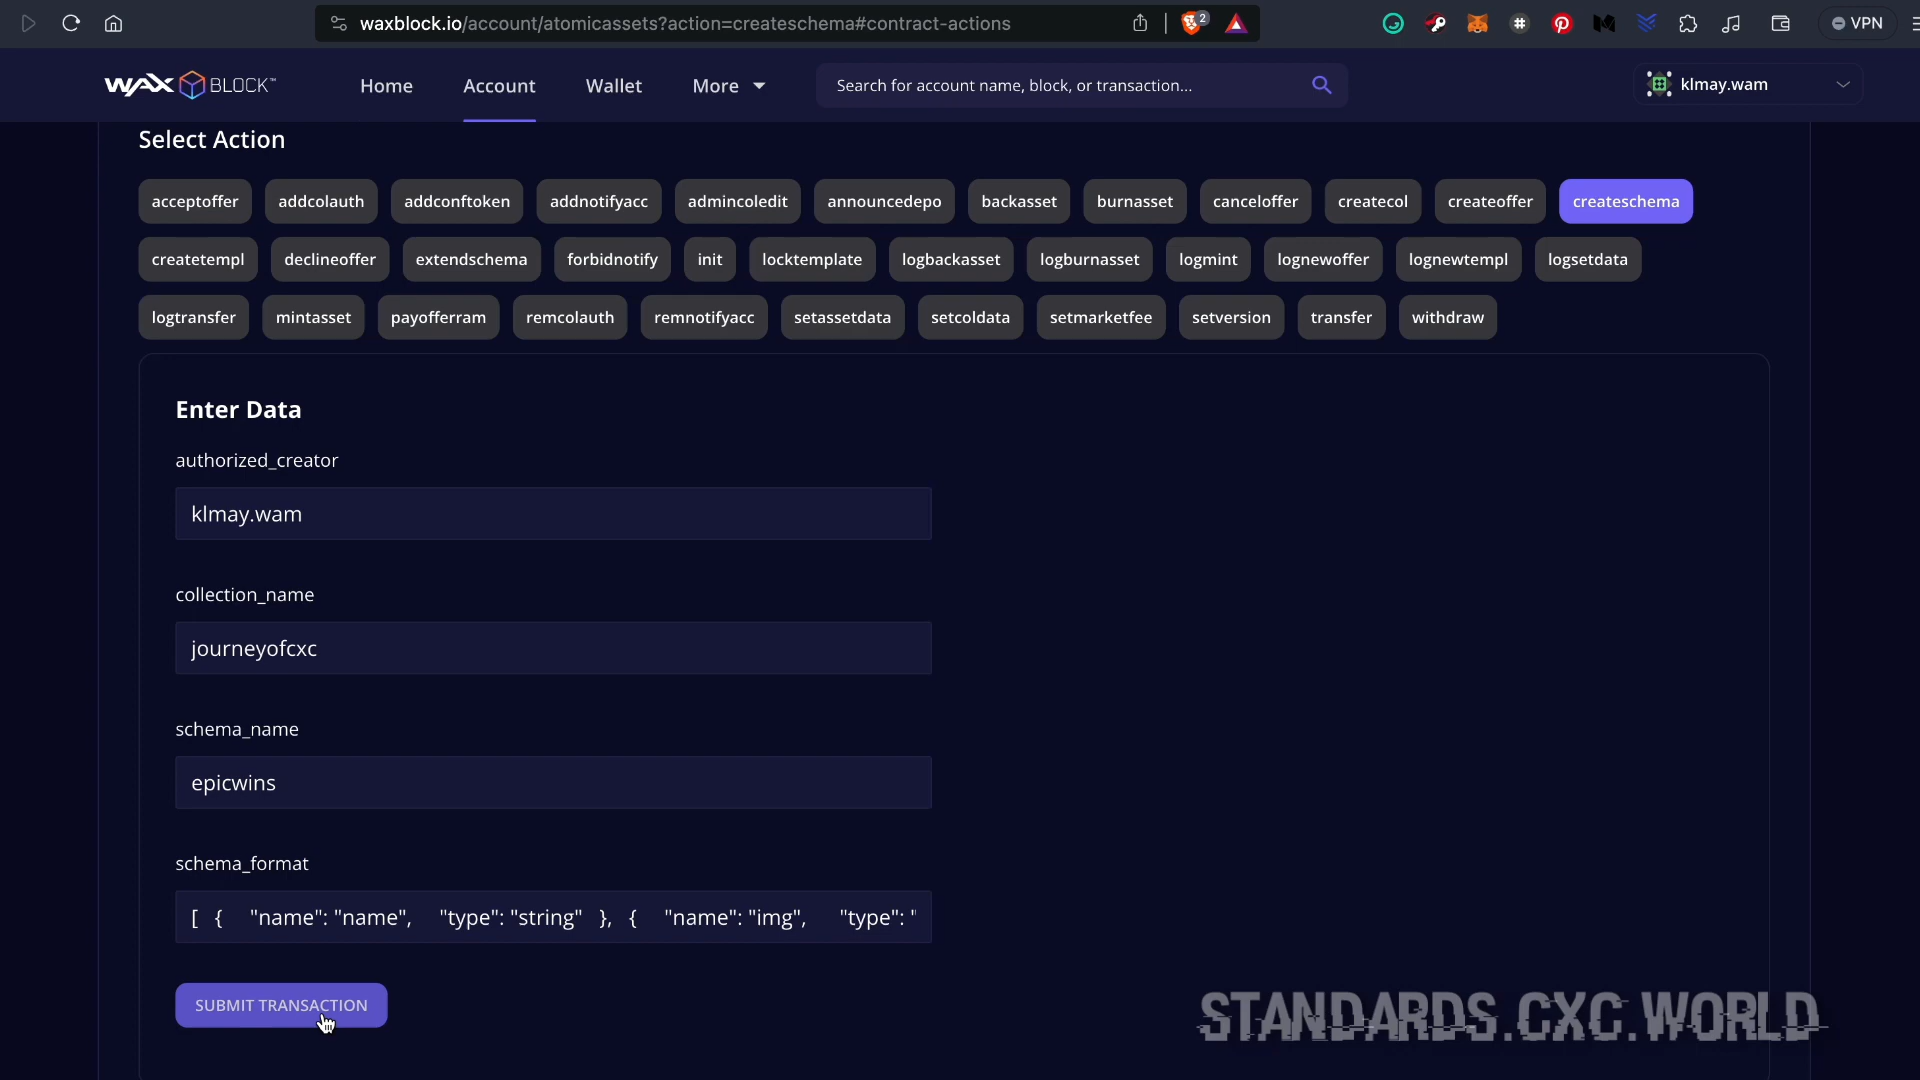 waxblock.io/account/atomicassets?action=createschema#contract-actions
2
VPN
WAX BLOCK™
Home
Account
Wallet
More
Search for account name, block, or transaction...
klmay.wam
Select Action
acceptoffer addcolauth addconftoken addnotifyacc admincoledit announcedepo backasset burnasset canceloffer createcol createoffer createschema
createtempl declineoffer extendschema forbidnotify init locktemplate logbackasset logburnasset logmint lognewoffer lognewtempl logsetdata
logtransfer mintasset payofferram remcolauth remnotifyacc setassetdata setcoldata setmarketfee setversion transfer withdraw
Enter Data
authorized_creator
klmay.wam
collection_name
journeyofcxc
schema_name
epicwins
schema_format
[ { "name": "name", "type": "string" }, { "name": "img", "type": "
SUBMIT TRANSACTION
STANDARDS.CXC.WORLD